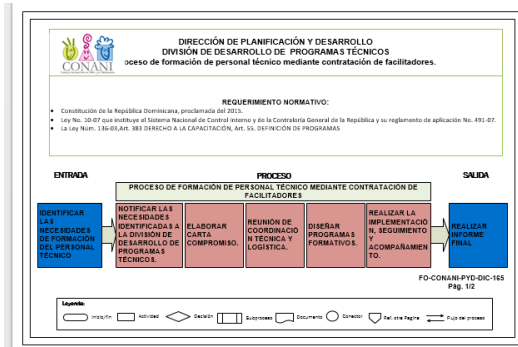 DIRECCIÓN DE PLANIFICACIÓN Y DESARROLLO
DIVISIÓN DE DESARROLLO DE PROGRAMAS TÉCNICOS
oceso de formación de personal técnico mediante contratación de facilitadores.
CONANI
REQUERIMIENTO NORMATIVO:
Constitución de la República Dominicana, proclamada del 2015.
Ley No. 10-07 que instituye el Sistema Nacional de Control Interno y de la Contraloría General de la República y su reglamento de aplicación No. 491-07.
La Ley Núm. 136-03,Art. 383 DERECHO A LA CAPACITACIÓN, Art. 55. DEFINICIÓN DE PROGRAMAS
ENTRADA
PROCESO
SALIDA
PROCESO DE FORMACIÓN DE PERSONAL TÉCNICO MEDIANTE CONTRATACIÓN DE
FACILITADORES
IDENTIFICAR
LAS
NECESIDADES
DE FORMACIÓN
DEL PERSONAL
TÉCNICO
NOTIFICAR LAS
NECESIDADES
IDENTIFICADAS A
LA DIVISIÓN DE
DESARROLLO DE
PROGRAMAS
TÉCNICOS.
ELABORAR
CARTA
COMPROMISO.
REUNIÓN DE
COORDINACIÓ
N TÉCNICA Y
LOGÍSTICA.
DISEÑAR
PROGRAMAS
FORMATIVOS.
REALIZAR LA
IMPLEMENTACIÓ
N, SEGUIMIENTO
Y
ACOMPAÑAMIEN
TO.
REALIZAR
INFORME
FINAL
FO-CONANI-PYD-DIC-165
Pág. 1/2
Leyenda:
Inicio/fin
Actividad
Decisión
Subproceso
Documento
Conector
Ref. otra Pagina
Flujo del proceso